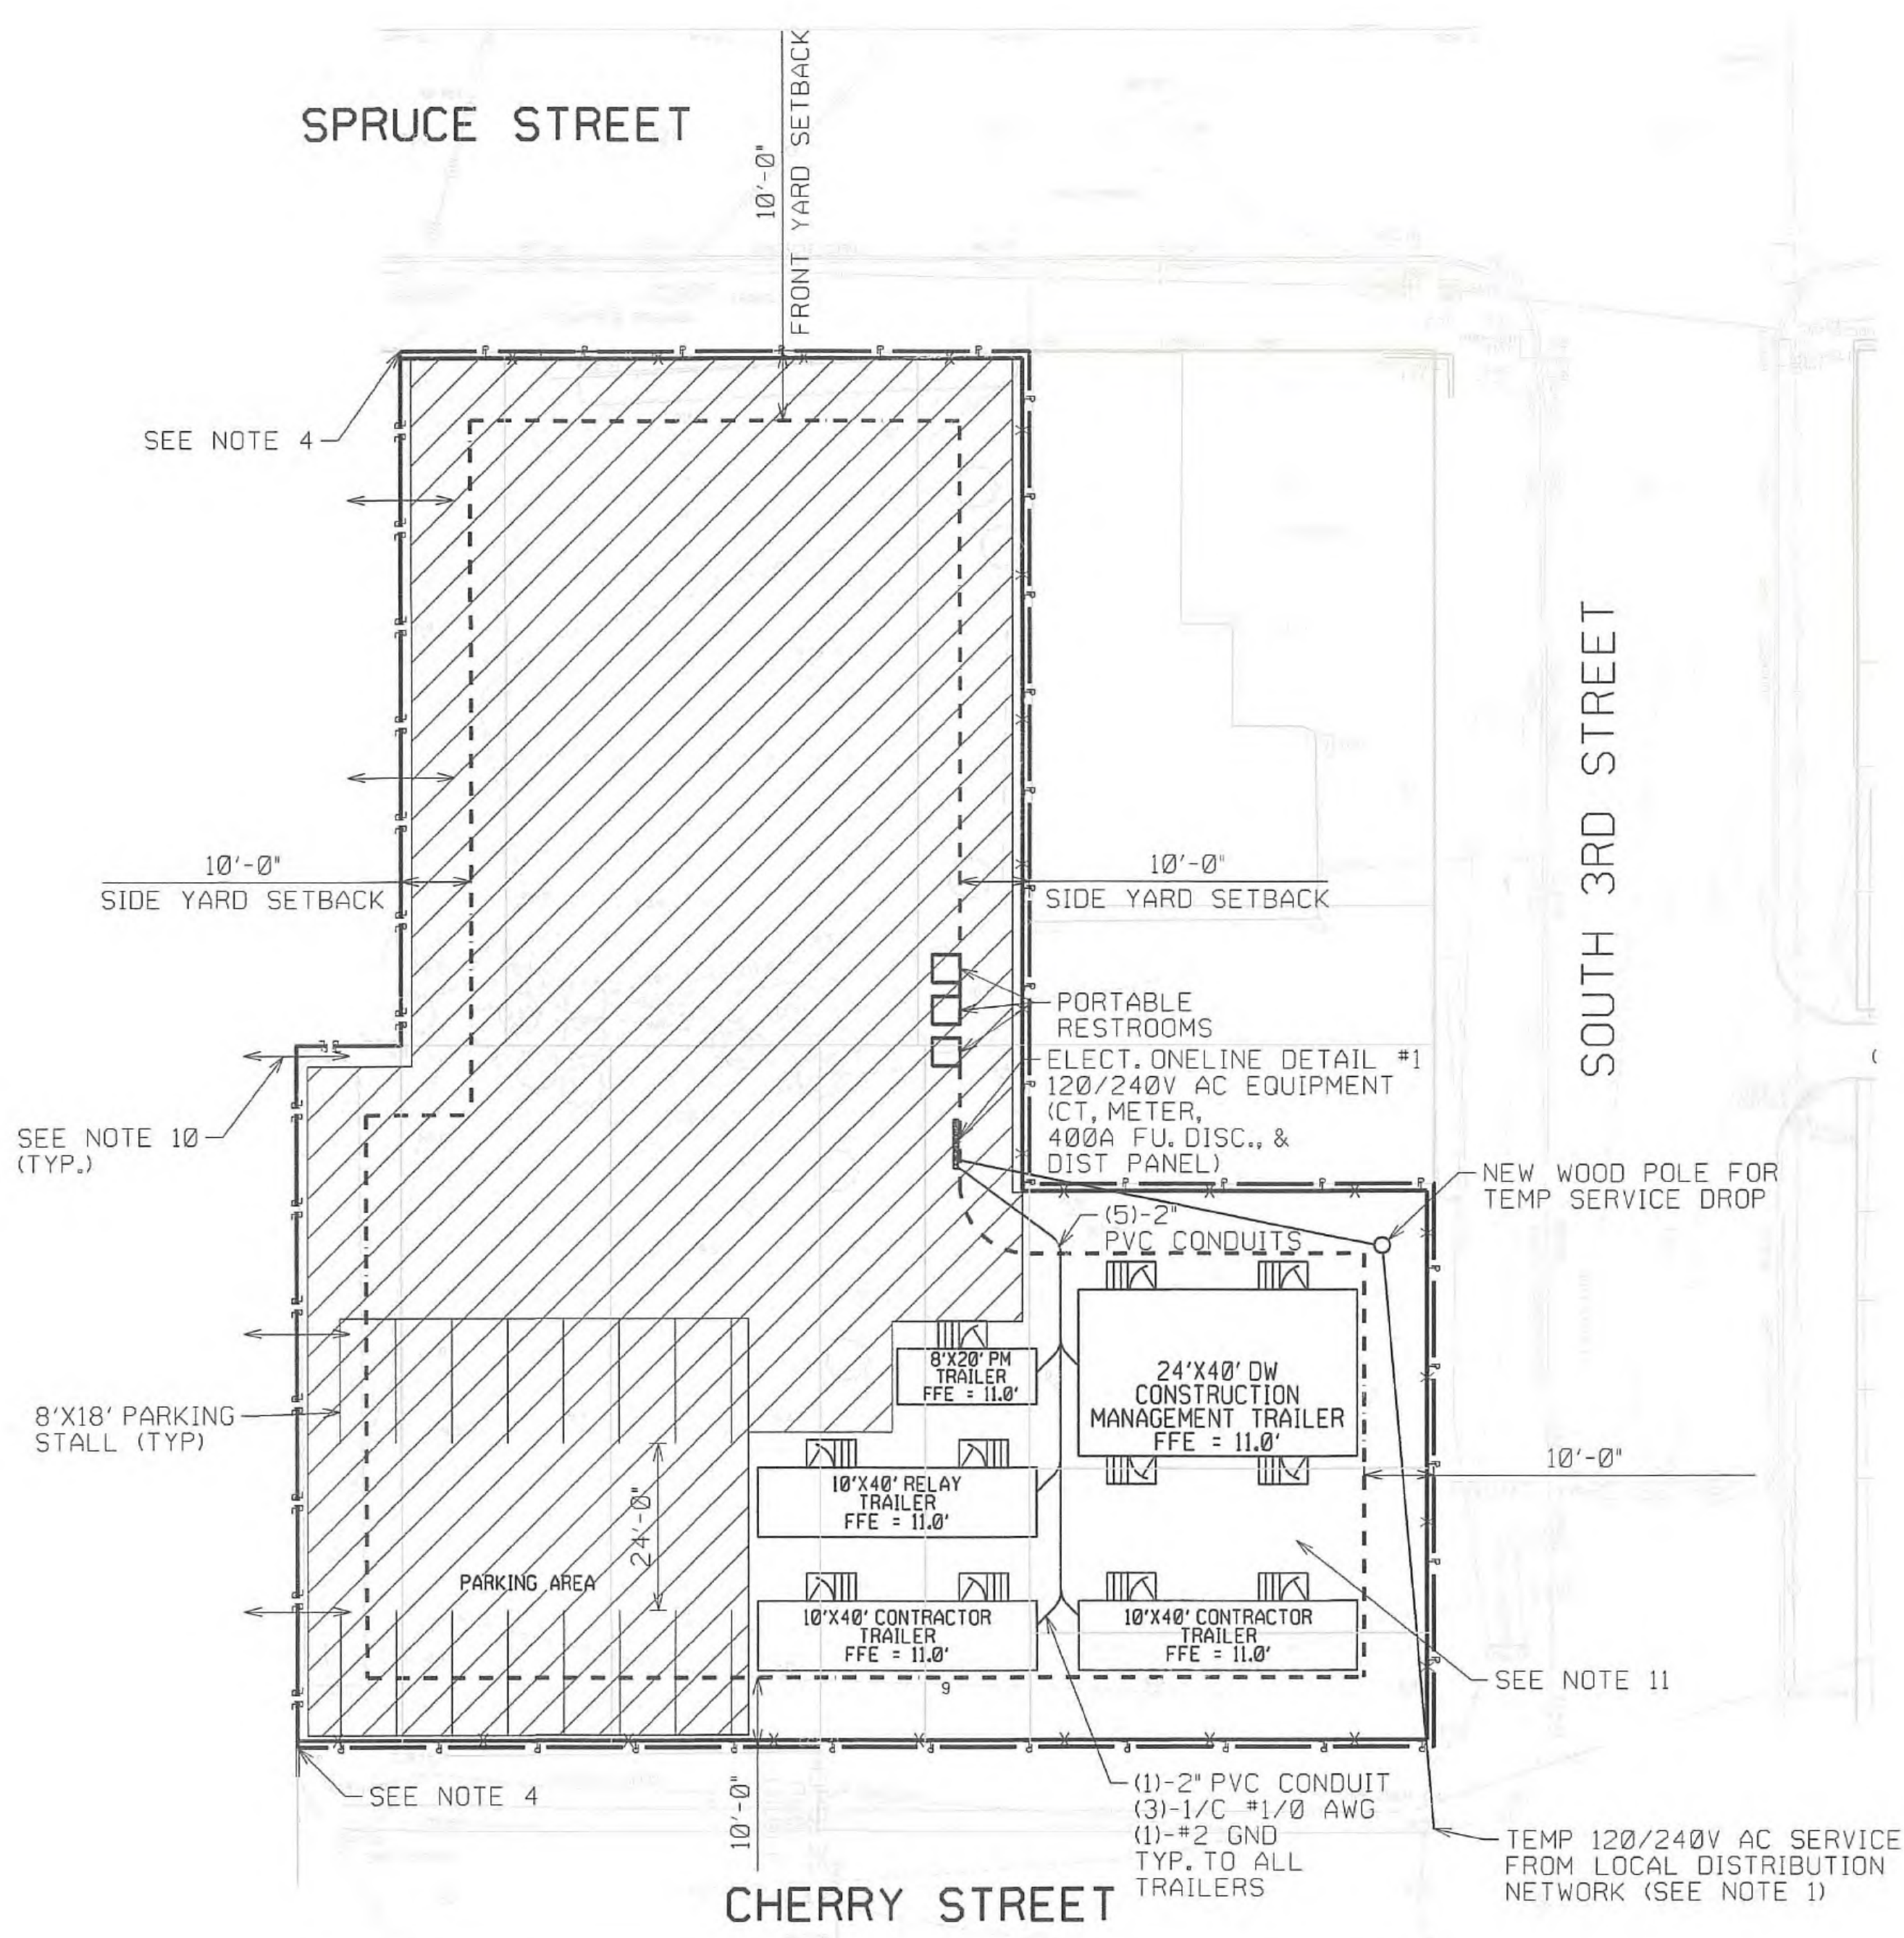 SPRUCE STREET
10'-0"
FRONT YARD SETBACK
SEE NOTE 4
10'-0"
SIDE YARD SETBACK
10'-0"
SIDE YARD SETBACK
SOUTH 3RD STREET
PORTABLE
RESTROOMS
ELECT. ONELINE DETAIL #1
120/240V AC EQUIPMENT
(CT, METER,
400A FU. DISC., &
DIST PANEL)
SEE NOTE 10
(TYP.)
NEW WOOD POLE FOR
TEMP SERVICE DROP
(5)-2"
PVC CONDUITS
8'X20' PM
TRAILER
FFE = 11.0'
24'X40' DW
CONSTRUCTION
MANAGEMENT TRAILER
FFE = 11.0'
8'X18' PARKING
STALL (TYP)
10'-0"
24'-0"
10'X40' RELAY
TRAILER
FFE = 11.0'
PARKING AREA
10'X40' CONTRACTOR
TRAILER
FFE = 11.0'
10'X40' CONTRACTOR
TRAILER
FFE = 11.0'
9
SEE NOTE 11
SEE NOTE 4
10'-0"
(1)-2" PVC CONDUIT
(3)-1/C #1/0 AWG
(1)-#2 GND
TYP. TO ALL
TRAILERS
TEMP 120/240V AC SERVICE
FROM LOCAL DISTRIBUTION
NETWORK (SEE NOTE 1)
CHERRY STREET